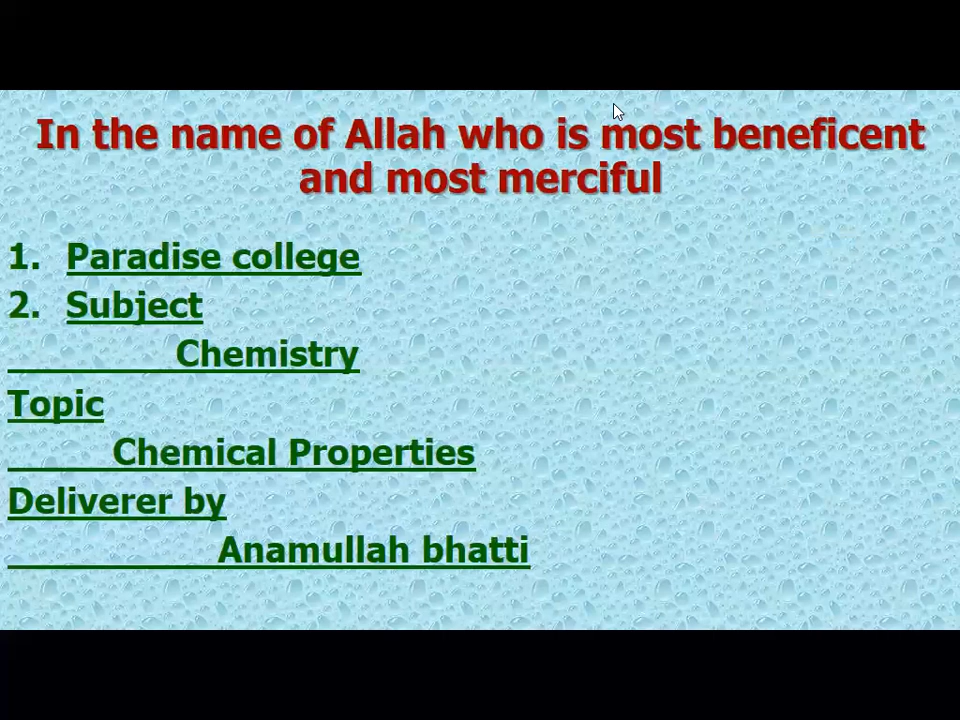 In the name of Allah who is most beneficent
and most merciful
1. Paradise college
2. Subject
Chemistry
Topic
Chemical Properties
Deliverer by
Anamullah bhatti